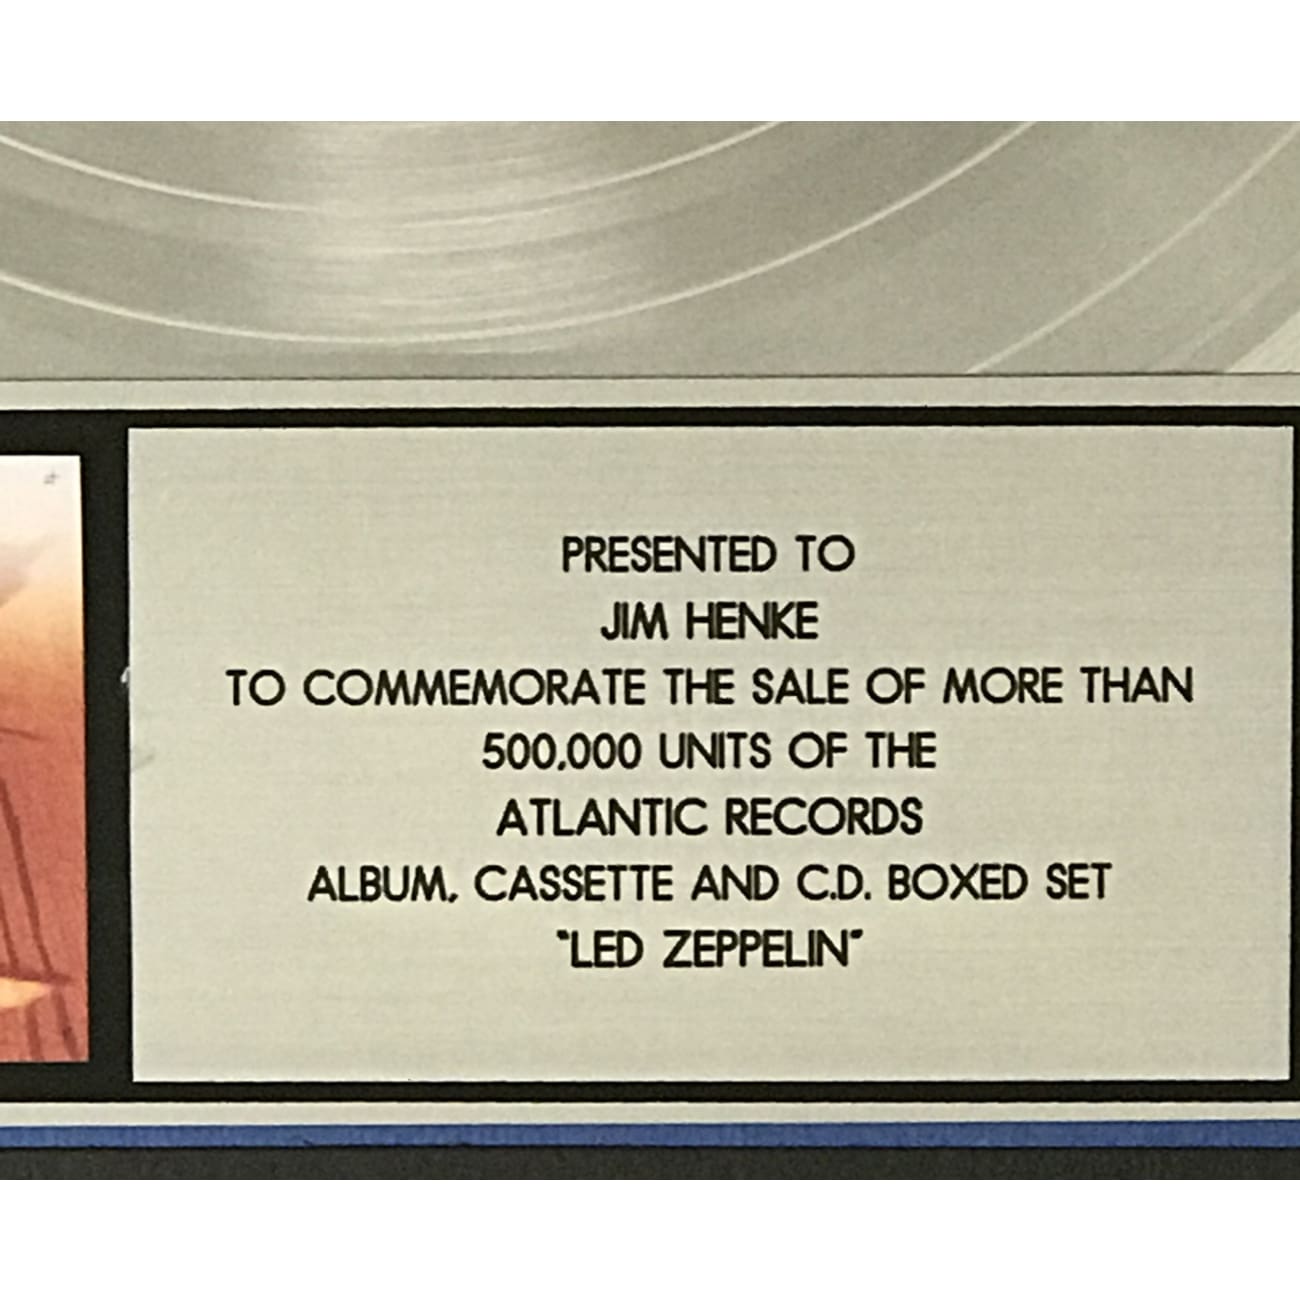 PRESENTED TO
JIM HENKE
TO COMMEMORATE THE SALE OF MORE THAN
500,000 UNITS OF THE
ATLANTIC RECORDS
ALBUM, CASSETTE AND C.D. BOXED SET
"LED ZEPPELIN"